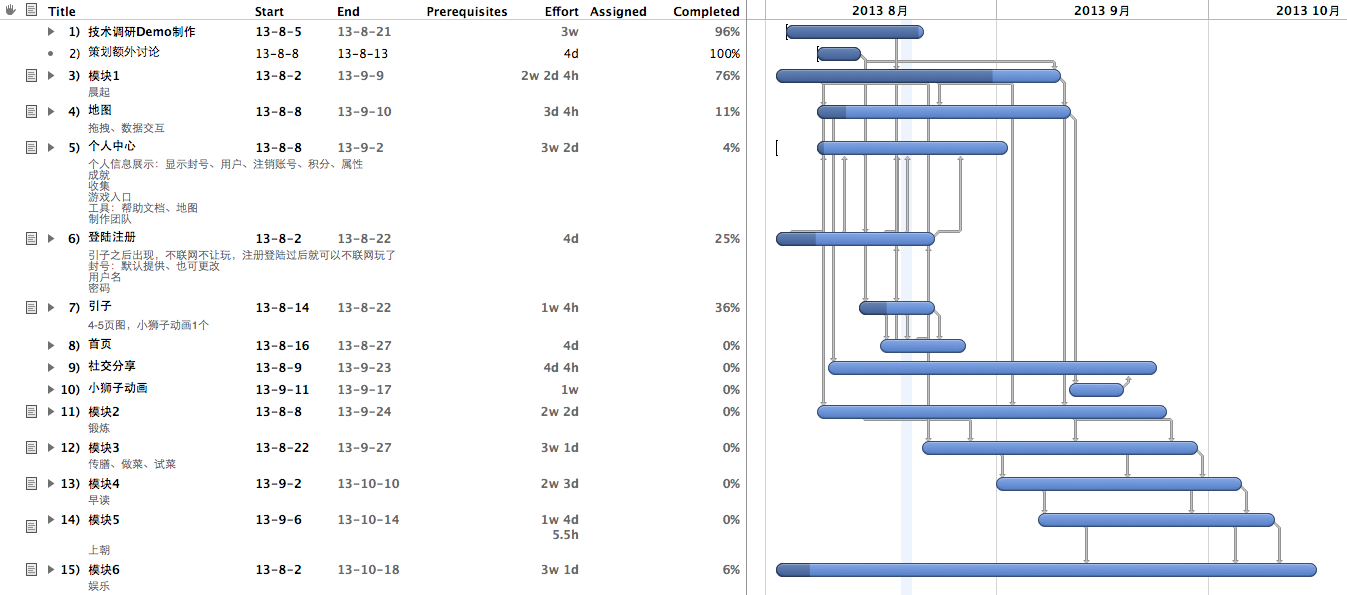 Title Start End Prerequisites Effort Assigned Completed 2013 8月 2013 9月 2013 10月
1) 技术调研Demo制作 13-8-5 13-8-21 3w 96%
2) 策划额外讨论 13-8-8 13-8-13 4d 100%
3) 模块1 13-8-2 13-9-9 2w 2d 4h 76%
晨起
4) 地图 13-8-8 13-9-10 3d 4h 11%
拖拽、数据交互
5) 个人中心 13-8-8 13-9-2 3w 2d 4%
个人信息展示：显示封号、用户、注销账号、积分、属性
成就
收集
游戏入口
工具：帮助文档、地图
制作团队
6) 登陆注册 13-8-2 13-8-22 4d 25%
引子之后出现，不联网不让玩，注册登陆过后就可以不联网玩了
封号：默认提供、也可更改
用户名
密码
7) 引子 13-8-14 13-8-22 1w 4h 36%
4-5页图，小狮子动画1个
8) 首页 13-8-16 13-8-27 4d 0%
9) 社交分享 13-8-9 13-9-23 4d 4h 0%
10) 小狮子动画 13-9-11 13-9-17 1w 0%
11) 模块2 13-8-8 13-9-24 2w 2d 0%
锻炼
12) 模块3 13-8-22 13-9-27 3w 1d 0%
传膳、做菜、试菜
13) 模块4 13-9-2 13-10-10 2w 3d 0%
早读
14) 模块5 13-9-6 13-10-14 1w 4d 0%
5.5h
上朝
15) 模块6 13-8-2 13-10-18 3w 1d 6%
娱乐